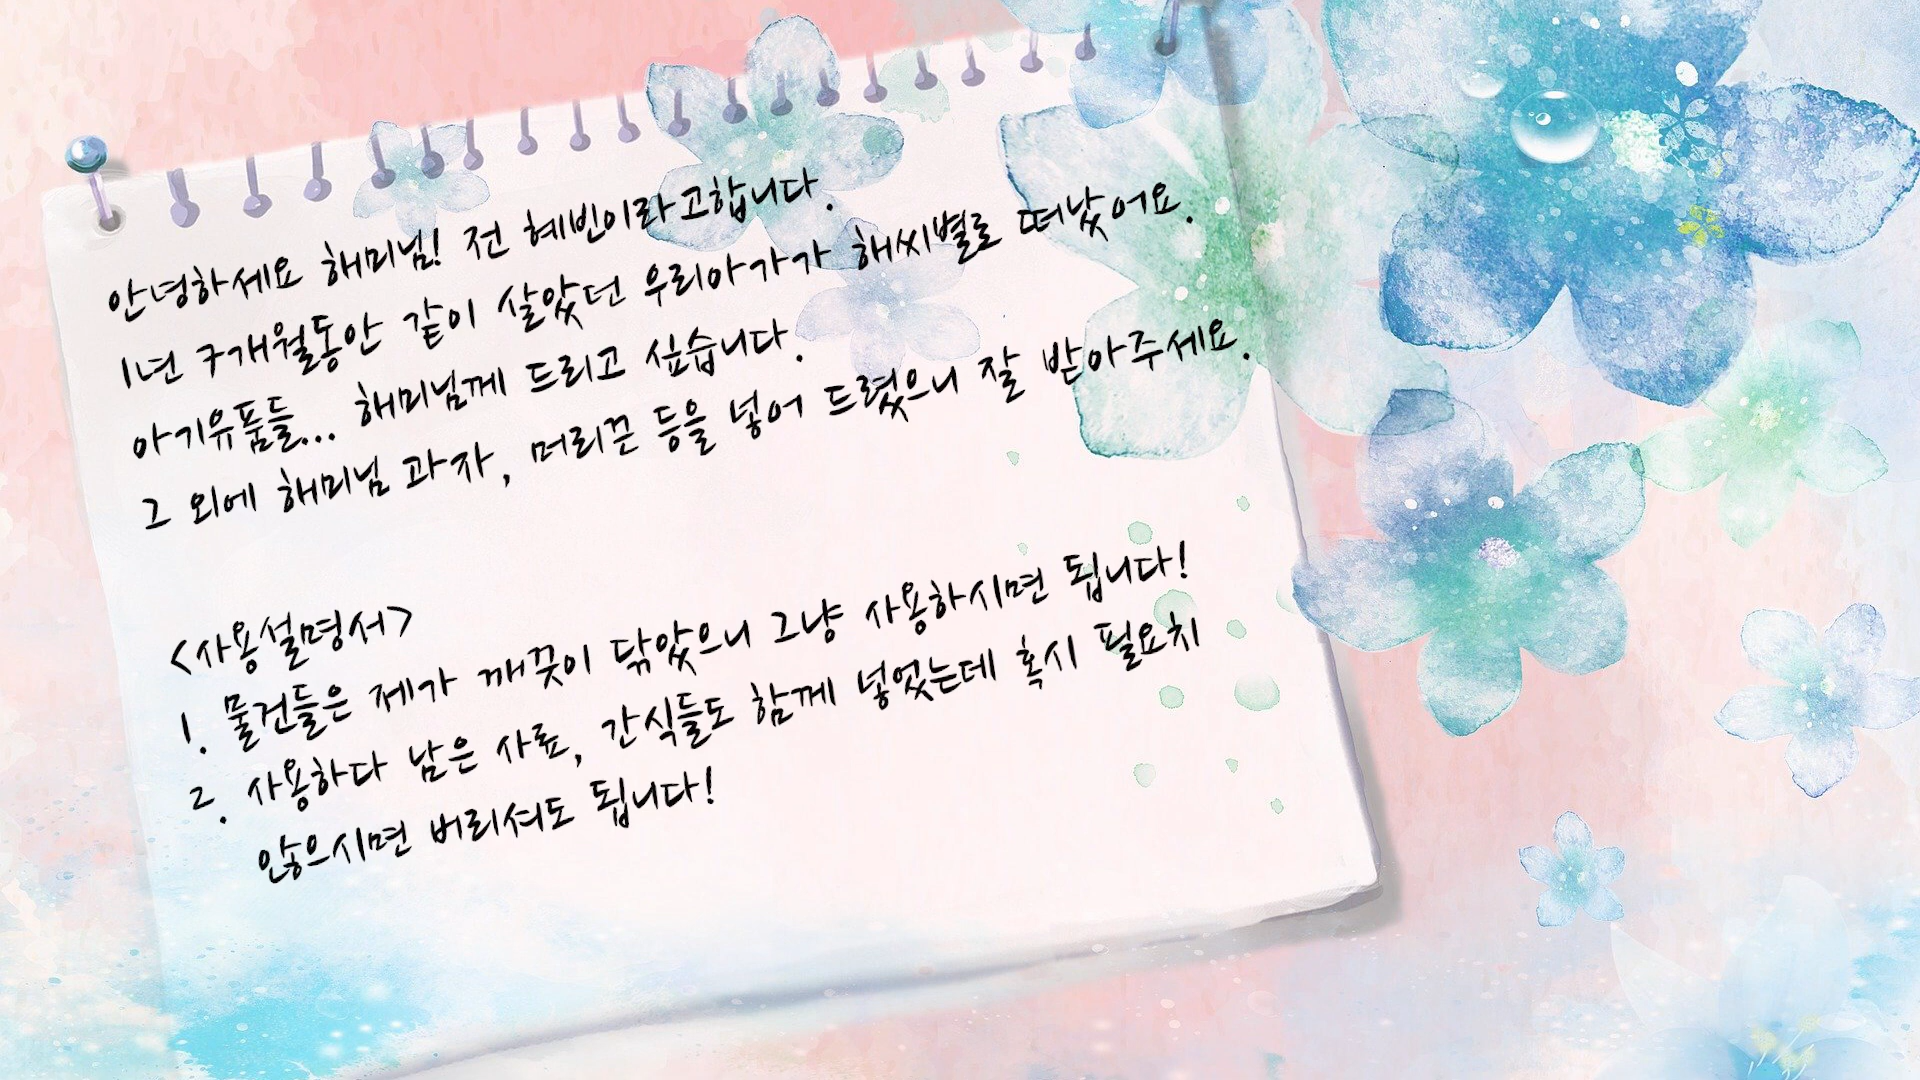 안녕하세요 해미님! 전 혜빈이라고합니다.
1년 7개월동안 같이 살았던 우리아가가 해씨별로 떠났어요.
아기유품들... 해미님께 드리고 싶습니다.
그 외에 해미님 과자, 머리끈 등을 넣어 드렸으니 잘 받아주세요.
<사용설명서>
1. 물건들은 제가 깨끗이 닦았으니 그냥 사용하시면 됩니다!
2. 사용하다 남은 사료, 간식들도 함께 넣었는데 혹시 필요치
않으시면 버리셔도 됩니다!